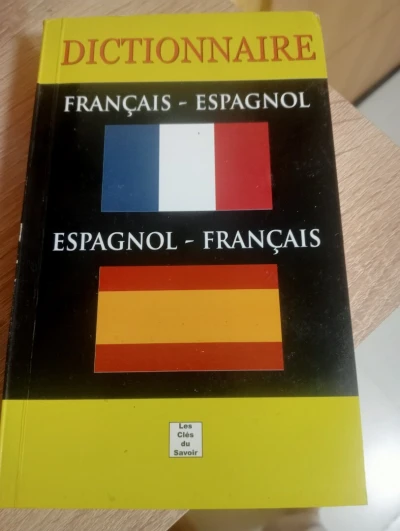 DICTIONNAIRE
FRANÇAIS - ESPAGNOL
ESPAGNOL - FRANÇAIS
Les
Clés
du
Savoir